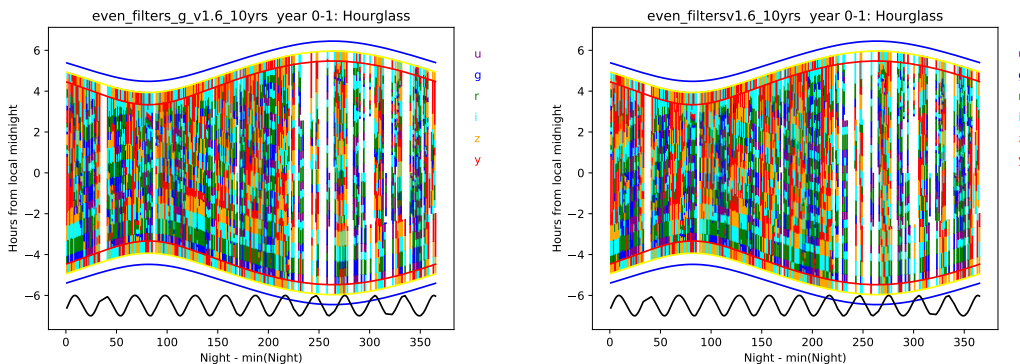 even_filters_g_v1.6_10yrs year 0-1: Hourglass
6
4
2
0
−2
−4
−6
Hours from local midnight
0 50 100 150 200 250 300 350
Night - min(Night)
u
g
r
i
z
y
even_filtersv1.6_10yrs year 0-1: Hourglass
6
4
2
0
−2
−4
−6
Hours from local midnight
0 50 100 150 200 250 300 350
Night - min(Night)